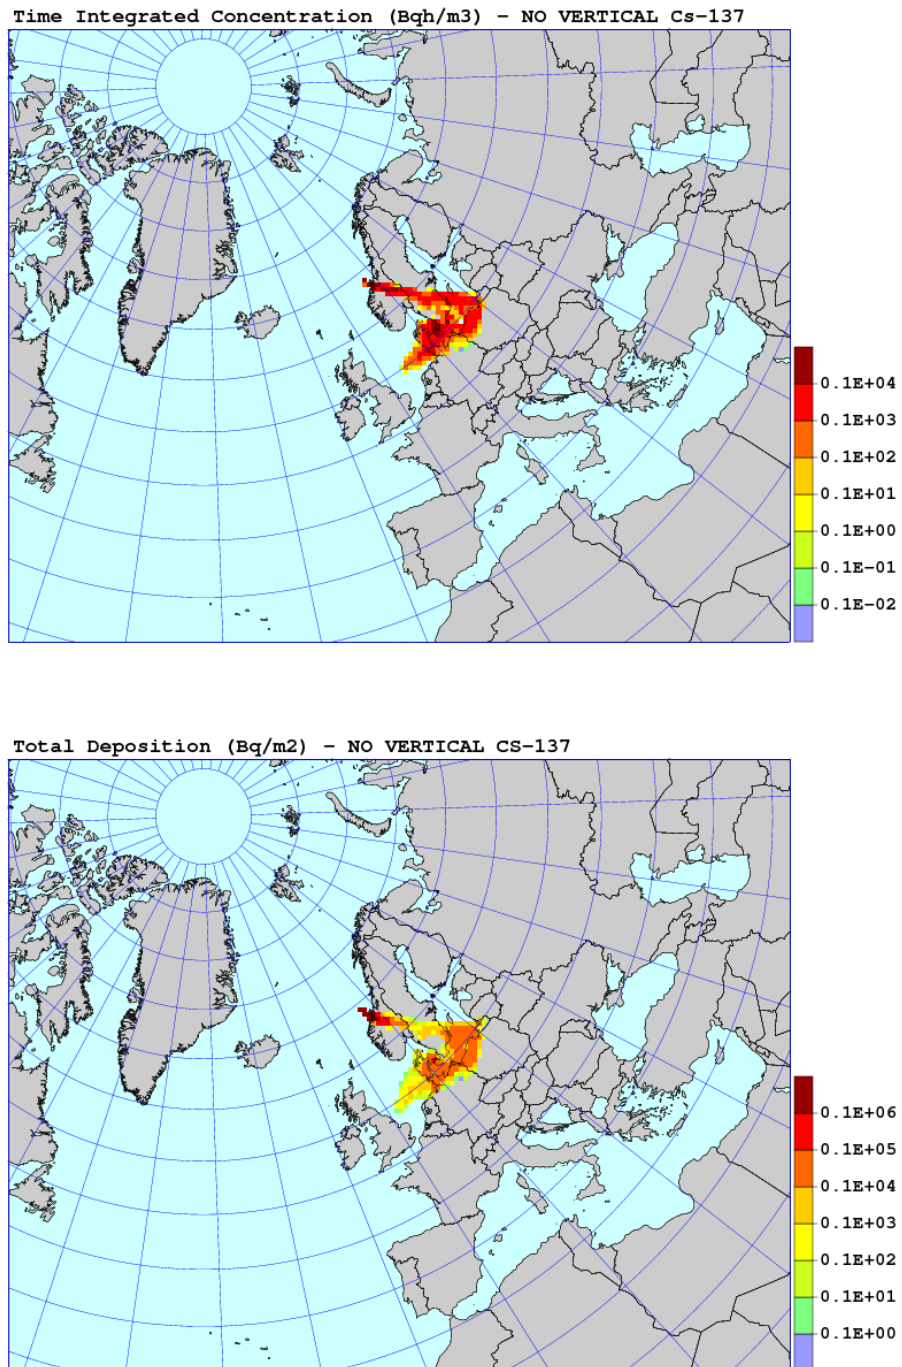 Time Integrated Concentration (Bqh/m3) - NO VERTICAL Cs-137
0.1E+04
0.1E+03
0.1E+02
0.1E+01
0.1E+00
0.1E-01
0.1E-02
Total Deposition (Bq/m2) - NO VERTICAL CS-137
0.1E+06
0.1E+05
0.1E+04
0.1E+03
0.1E+02
0.1E+01
0.1E+00